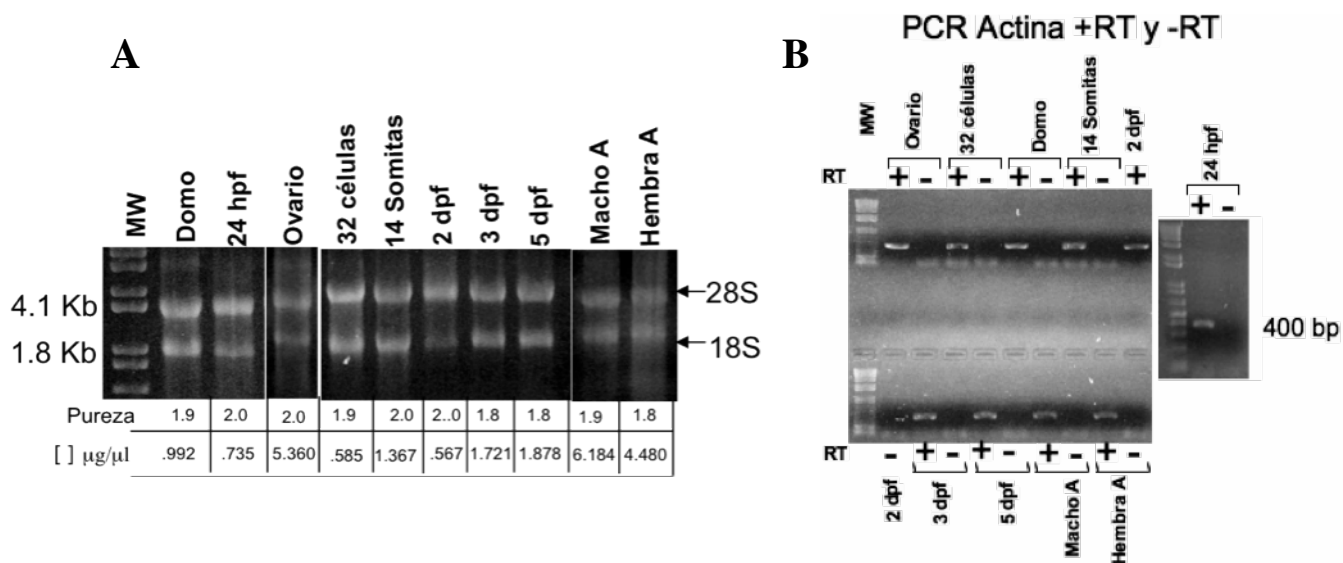 A
MW
Domo
24 hpf
Ovario
32 células
14 Somitas
2 dpf
3 dpf
5 dpf
Macho A
Hembra A
4.1 Kb
1.8 Kb
28S
18S
Pureza 1.9 2.0 2.0 1.9 2.0 2..0 1.8 1.8 1.9 1.8
[ ] µg/µl .992 .735 5.360 .585 1.367 .567 1.721 1.878 6.184 4.480
B
PCR Actina +RT y -RT
MW
Ovario
32 células
Domo
14 Somitas
2 dpf
RT + - + - + - + - +
24 hpf
+ -
400 bp
RT - + - + - + - + -
2 dpf
3 dpf
5 dpf
Macho A
Hembra A